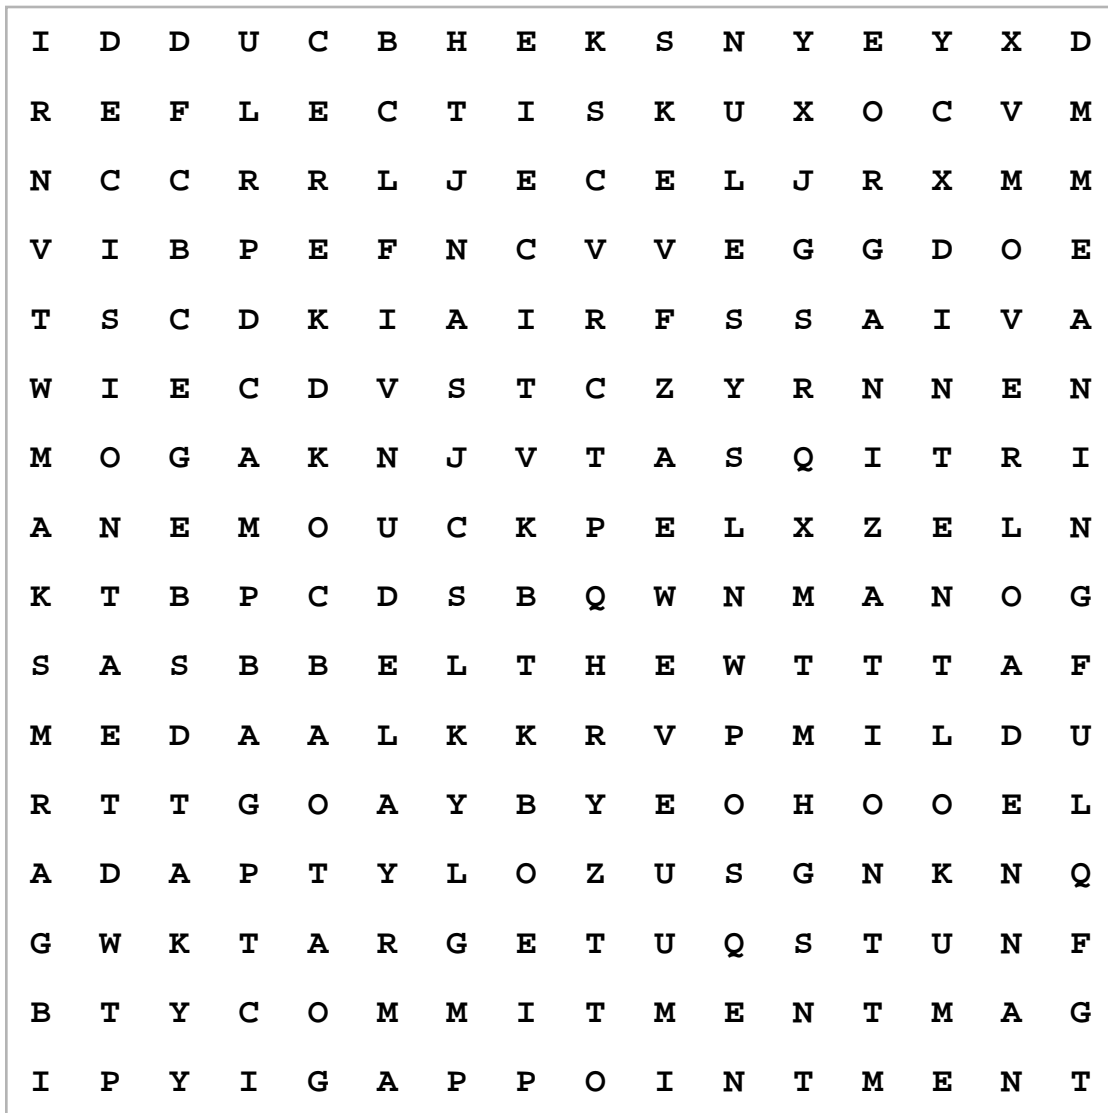 I D D U C B H E K S N Y E Y X D
R E F L E C T I S K U X O C V M
N C C R R L J E C E L J R X M M
V I B P E F N C V V E G G D O E
T S C D K I A I R F S S A I V A
W I E C D V S T C Z Y R N N E N
M O G A K N J V T A S Q I T R I
A N E M O U C K P E L X Z E L N
K T B P C D S B Q W N M A N O G
S A S B B E L T H E W T T T A F
M E D A A L K K R V P M I L D U
R T T G O A Y B Y E O H O O E L
A D A P T Y L O Z U S G N K N Q
G W K T A R G E T U Q S T U N F
B T Y C O M M I T M E N T M A G
I P Y I G A P P O I N T M E N T